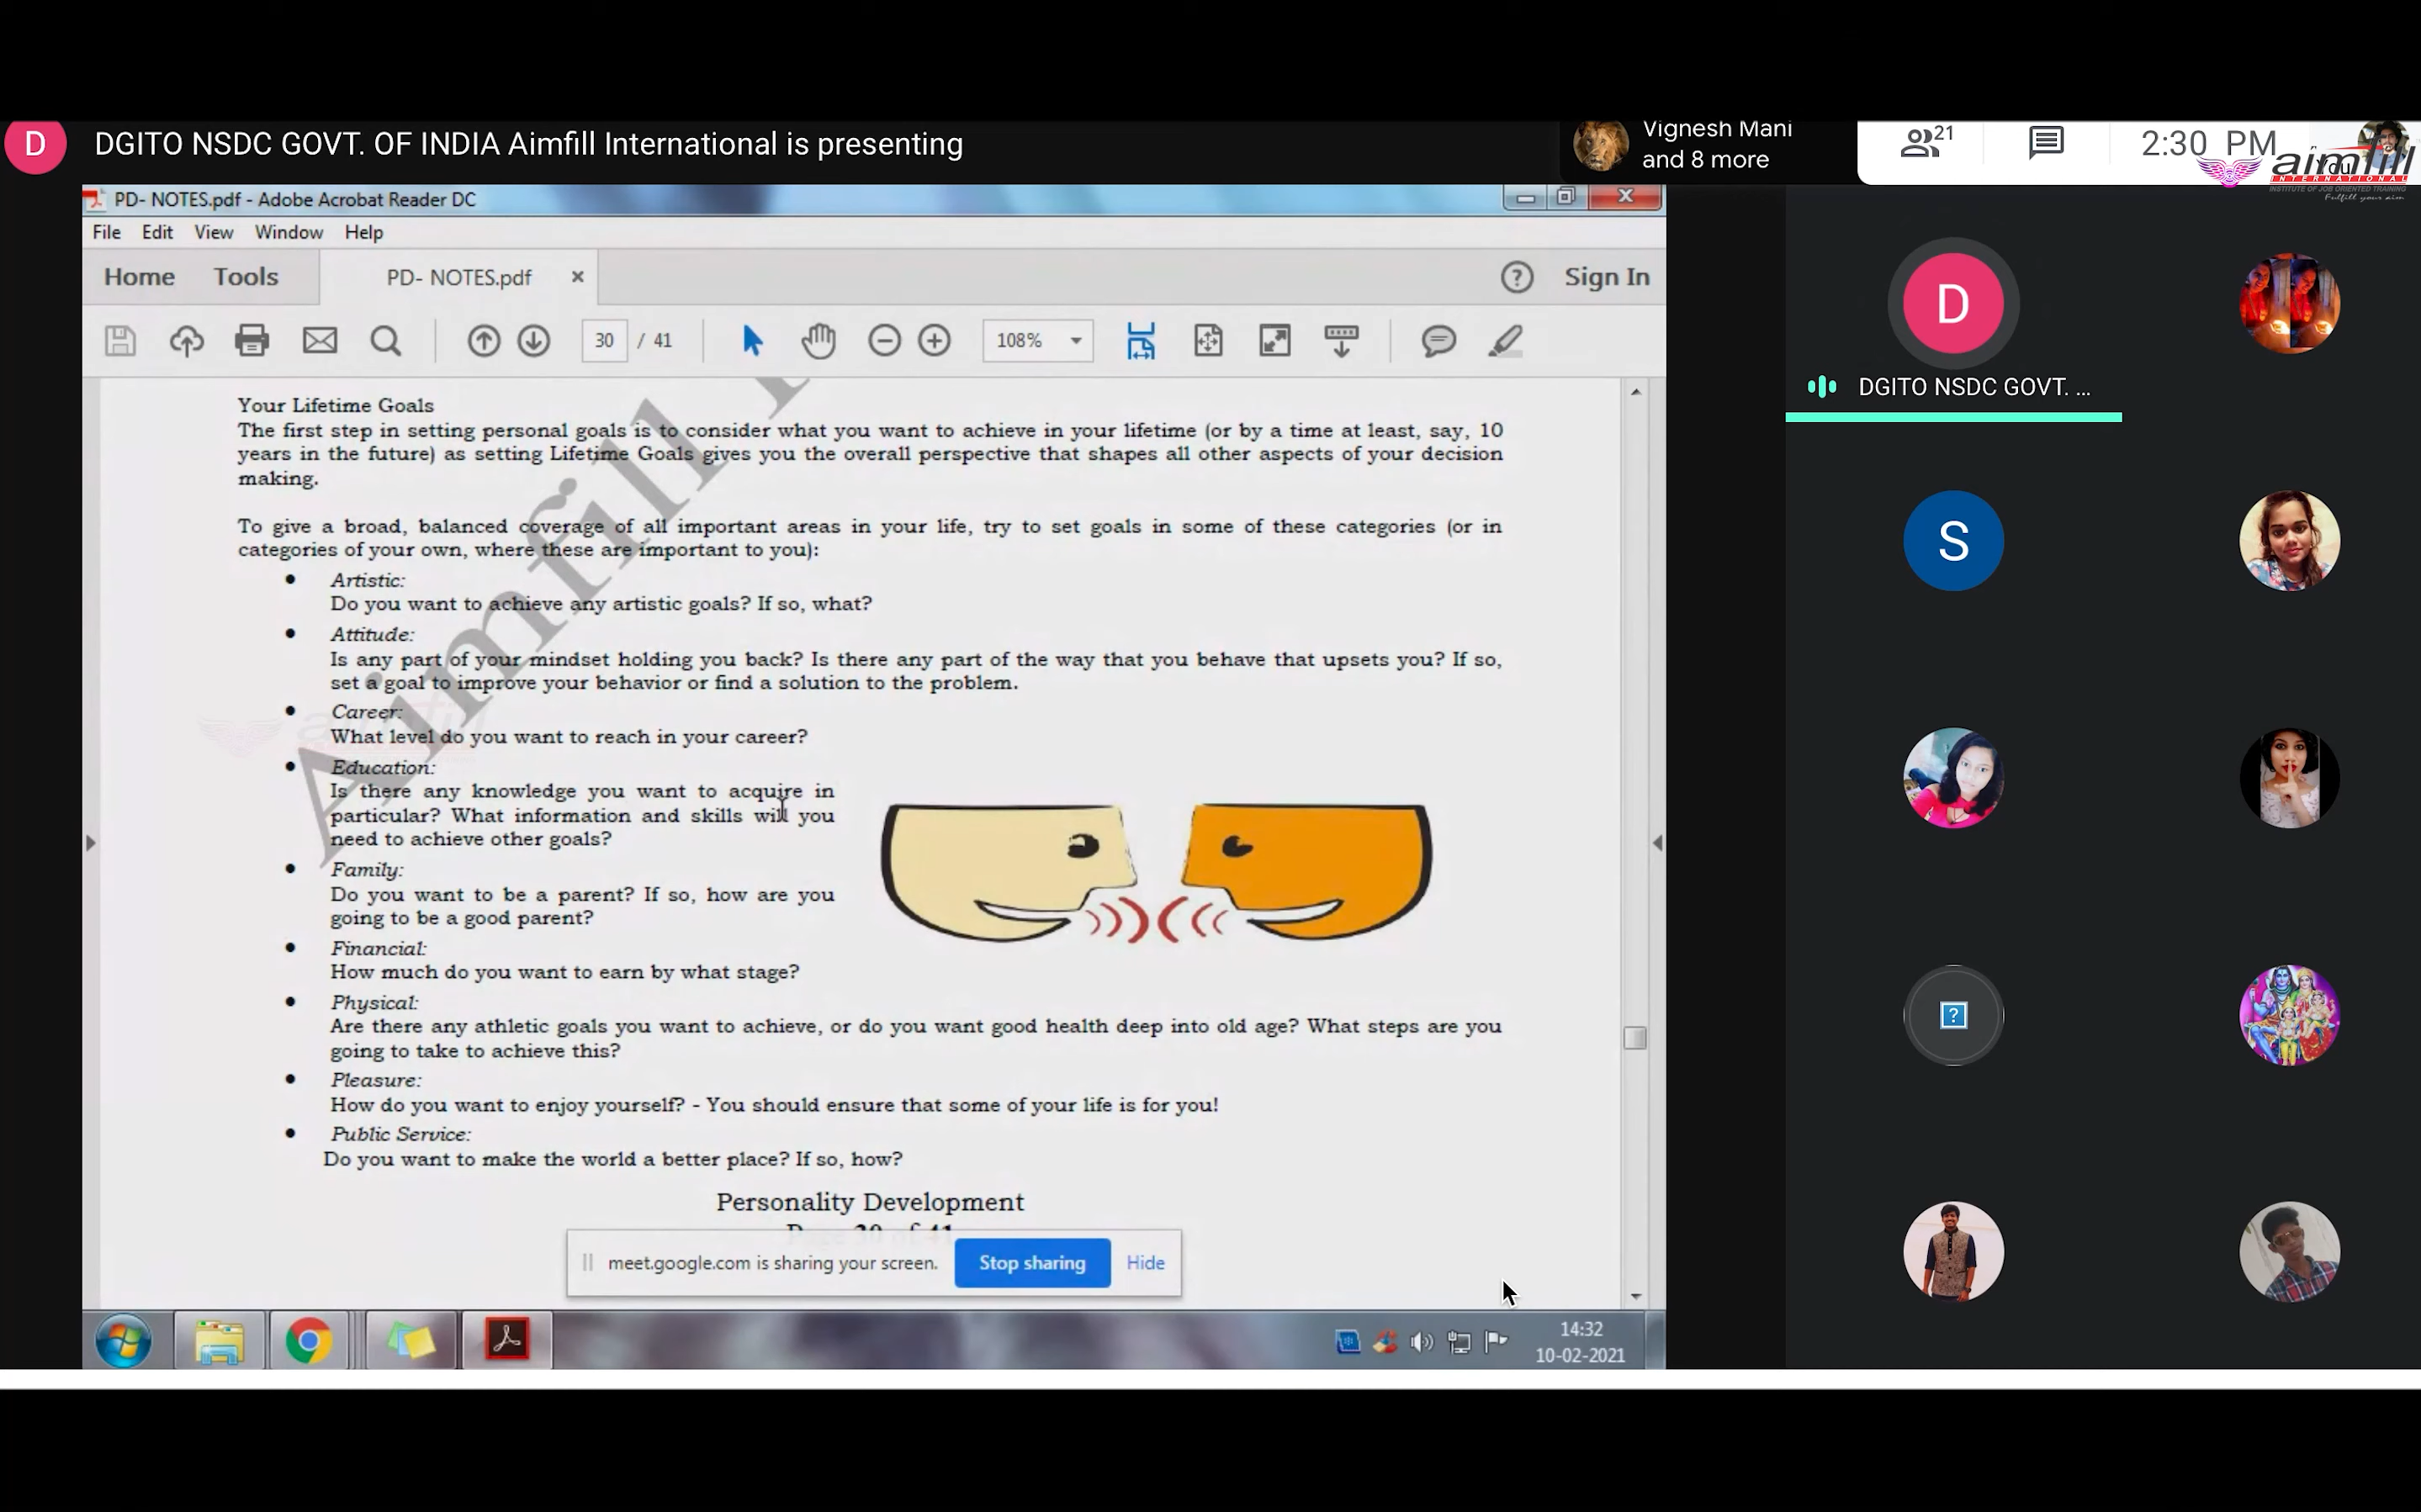 D
DGITO NSDC GOVT. OF INDIA Aimfill International is presenting
Vignesh Mani
and 8 more
21
2:30 PM
You
aimfill
INTERNATIONAL
INSTITUTE OF JOB ORIENTED TRAINING
Fulfill your aim
PD- NOTES.pdf - Adobe Acrobat Reader DC
File Edit View Window Help
Home Tools PD- NOTES.pdf × ? Sign In
30 / 41 108%
Aimfill
Your Lifetime Goals
The first step in setting personal goals is to consider what you want to achieve in your lifetime (or by a time at least, say, 10
years in the future) as setting Lifetime Goals gives you the overall perspective that shapes all other aspects of your decision
making.
To give a broad, balanced coverage of all important areas in your life, try to set goals in some of these categories (or in
categories of your own, where these are important to you):
• Artistic:
Do you want to achieve any artistic goals? If so, what?
• Attitude:
Is any part of your mindset holding you back? Is there any part of the way that you behave that upsets you? If so,
set a goal to improve your behavior or find a solution to the problem.
• Career:
What level do you want to reach in your career?
• Education:
Is there any knowledge you want to acquire in
particular? What information and skills will you
need to achieve other goals?
• Family:
Do you want to be a parent? If so, how are you
going to be a good parent?
• Financial:
How much do you want to earn by what stage?
• Physical:
Are there any athletic goals you want to achieve, or do you want good health deep into old age? What steps are you
going to take to achieve this?
• Pleasure:
How do you want to enjoy yourself? - You should ensure that some of your life is for you!
• Public Service:
Do you want to make the world a better place? If so, how?
Personality Development
Page 30 of 41
meet.google.com is sharing your screen. Stop sharing Hide
14:32
10-02-2021
D
DGITO NSDC GOVT. ...
S
?